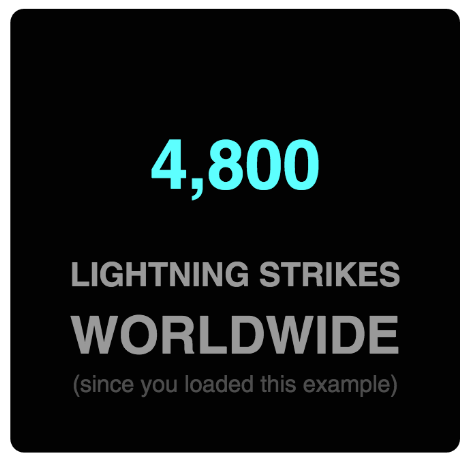 4,800
LIGHTNING STRIKES
WORLDWIDE
(since you loaded this example)